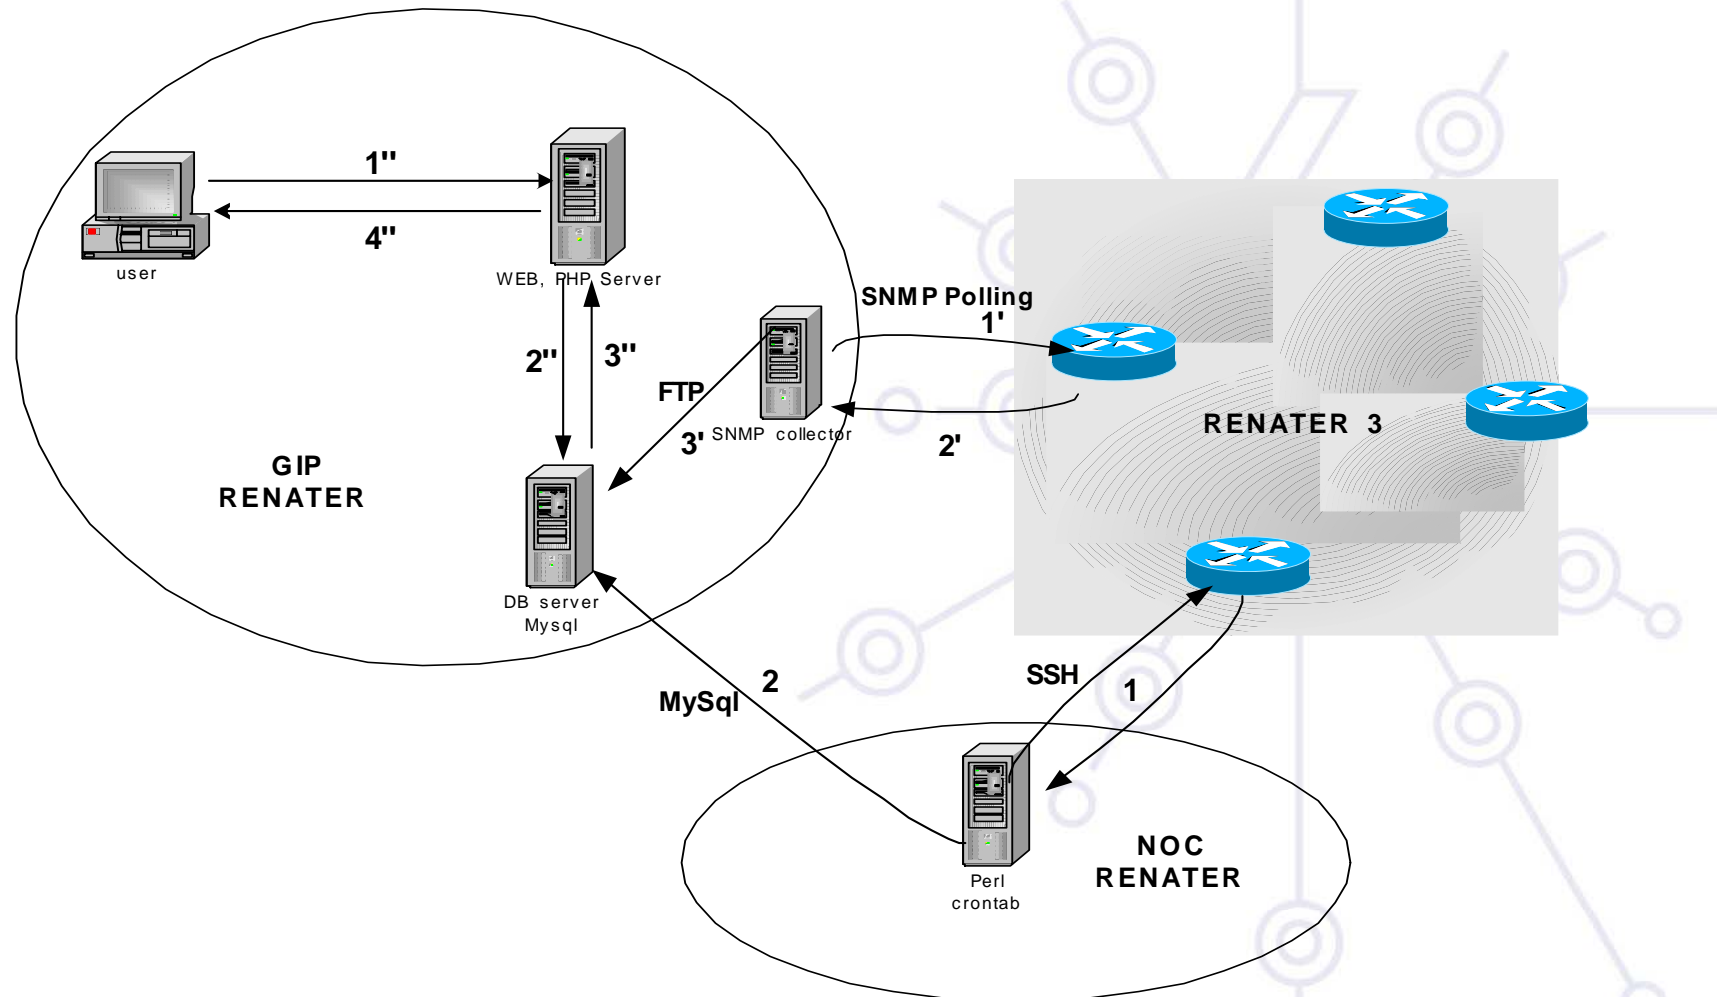 1"
4"
user
WEB, PHP Server
SNMP Polling
1'
2"
3"
FTP
3'
SNMP collector
2'
RENATER 3
GIP
RENATER
DB server
Mysql
SSH
1
2
MySql
NOC
RENATER
Perl
crontab